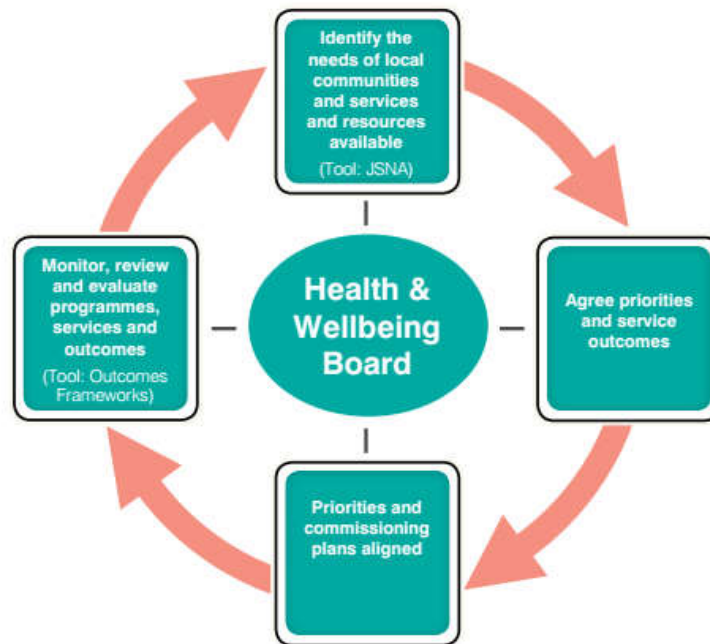 Identify the
needs of local
communities
and services
and resources
available
(Tool: JSNA)
Monitor, review
and evaluate
programmes,
services and
outcomes
(Tool: Outcomes
Frameworks)
Health &
Wellbeing
Board
Agree priorities
and service
outcomes
Priorities and
commissioning
plans aligned